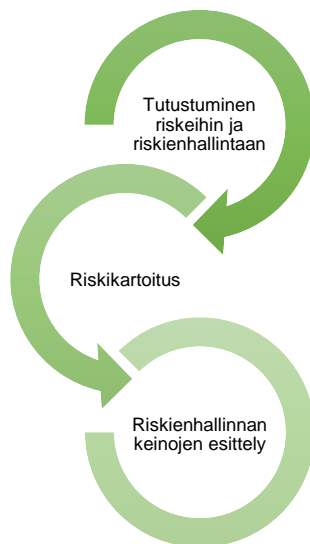 Tutustuminen
riskeihin ja
riskienhallintaan
Riskikartoitus
Riskienhallinnan
keinojen esittely